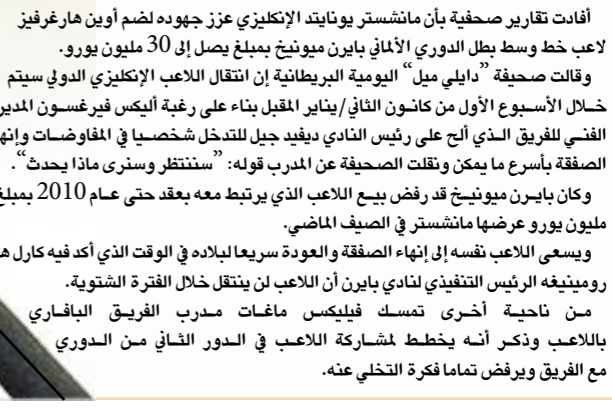 أفادت تقارير صحفية بأن مانشستر يونايتد الإنكليزي عزز جهوده لضم أوين هارغرفيز
لاعب خط وسط بطل الدوري الألماني بايرن ميونيخ بمبلغ يصل إلى 30 مليون يورو.
وقالت صحيفة ”دايلي ميل“ اليومية البريطانية إن انتقال اللاعب الإنكليزي الدولي سيتم
خلال الأسبوع الأول من كانون الثاني/يناير المقبل بناء على رغبة أليكس فيرغسون المدير
الفني للفريق الذي ألح على رئيس النادي ديفيد جيل للتدخل شخصيا في المفاوضات وإنه
الصفقة بأسرع ما يمكن ونقلت الصحيفة عن المدرب قوله: ”سننتظر وسنرى ماذا يحدث“.
وكان بايرن ميونيخ قد رفض بيع اللاعب الذي يرتبط معه بعقد حتى عام 2010 بمبلغ
مليون يورو عرضها مانشستر في الصيف الماضي.
ويسعى اللاعب نفسه إلى إنهاء الصفقة والعودة سريعا لبلاده في الوقت الذي أكد فيه كارل ه
رومينيغه الرئيس التنفيذي لنادي بايرن أن اللاعب لن ينتقل خلال الفترة الشتوية.
من ناحية أخرى تمسك فيليكس ماغات مدرب الفريق البافاري
باللاعب وذكر أنه يخطط لمشاركة اللاعب في الدور الثاني من الدوري
مع الفريق ويرفض تماما فكرة التخلي عنه.